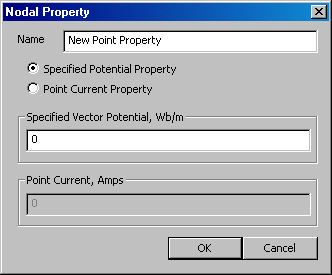 Nodal Property
Name New Point Property
Specified Potential Property
Point Current Property
Specified Vector Potential, Wb/m
0
Point Current, Amps
0
OK Cancel